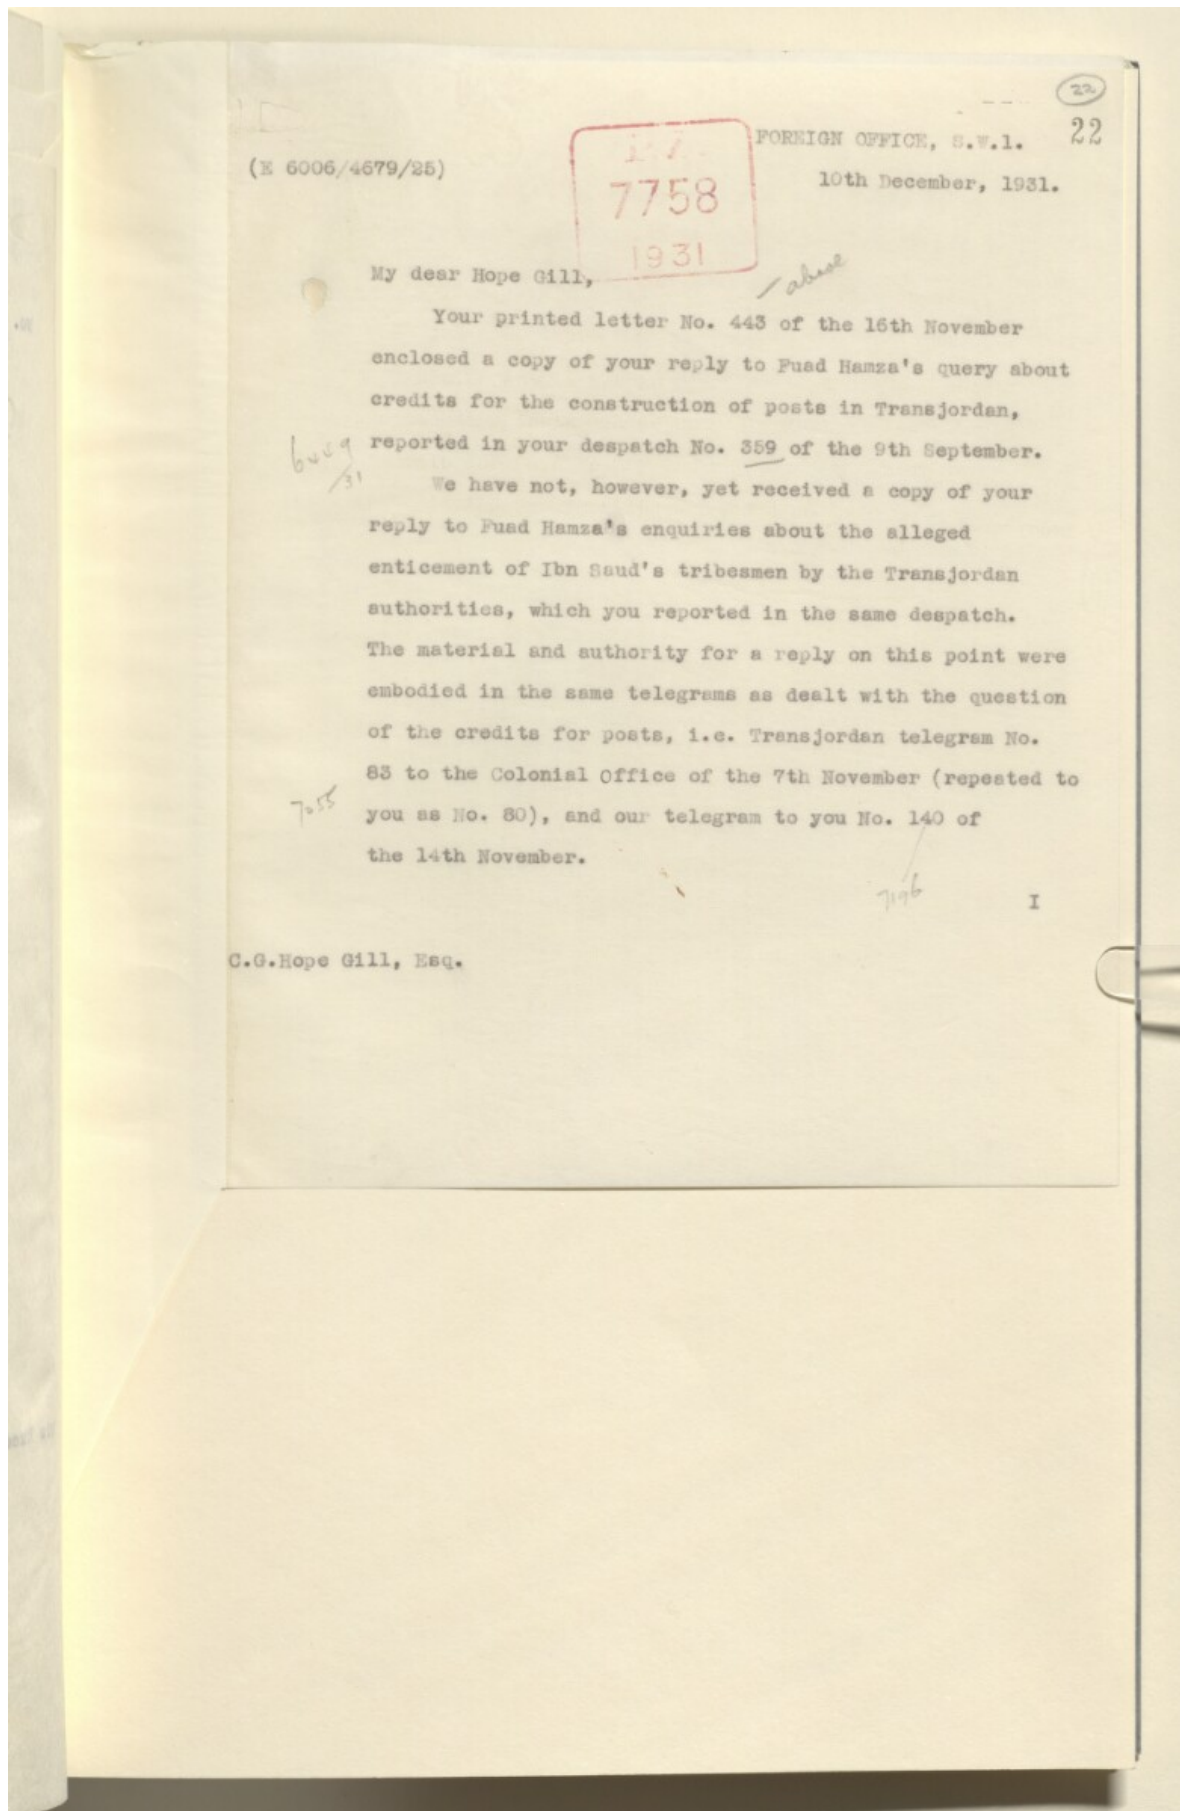 22
22
FOREIGN OFFICE, S.W.1.
(E 6006/4679/25)
10th December, 1931.
P.Z.
7758
1931
My dear Hope Gill,
above
Your printed letter No. 443 of the 16th November
enclosed a copy of your reply to Fuad Hamza's query about
credits for the construction of posts in Transjordan,
reported in your despatch No. 359 of the 9th September.
We have not, however, yet received a copy of your
reply to Fuad Hamza's enquiries about the alleged
enticement of Ibn Saud's tribesmen by the Transjordan
authorities, which you reported in the same despatch.
The material and authority for a reply on this point were
embodied in the same telegrams as dealt with the question
of the credits for posts, i.e. Transjordan telegram No.
83 to the Colonial Office of the 7th November (repeated to
7055
you as No. 80), and our telegram to you No. 140 of
the 14th November.
7196
I
C.G.Hope Gill, Esq.